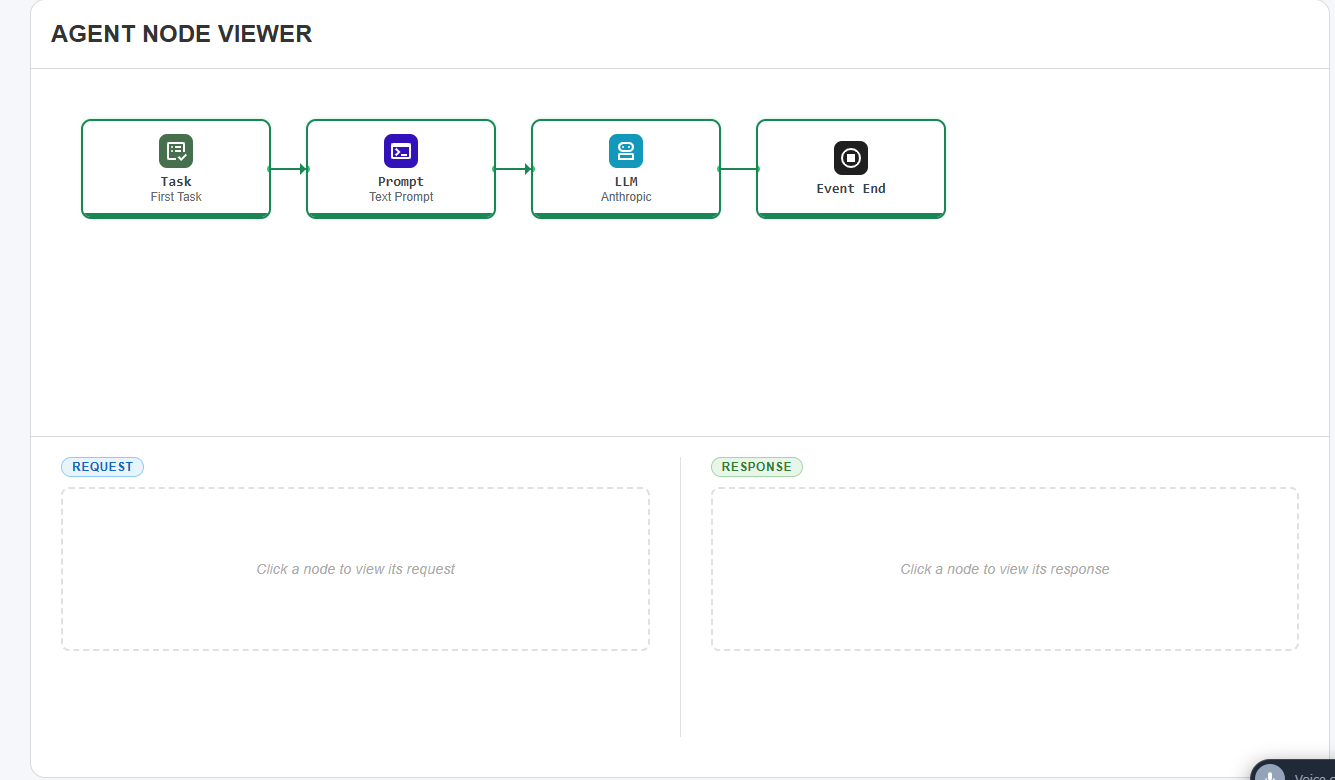 AGENT NODE VIEWER
Task
First Task
Prompt
Text Prompt
LLM
Anthropic
Event End
REQUEST
Click a node to view its request
RESPONSE
Click a node to view its response
Voice